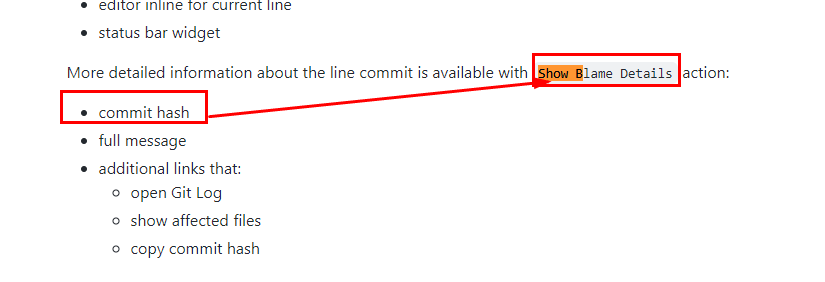 editor inline for current line
status bar widget
More detailed information about the line commit is available with Show Blame Details action:
commit hash
full message
additional links that:
open Git Log
show affected files
copy commit hash